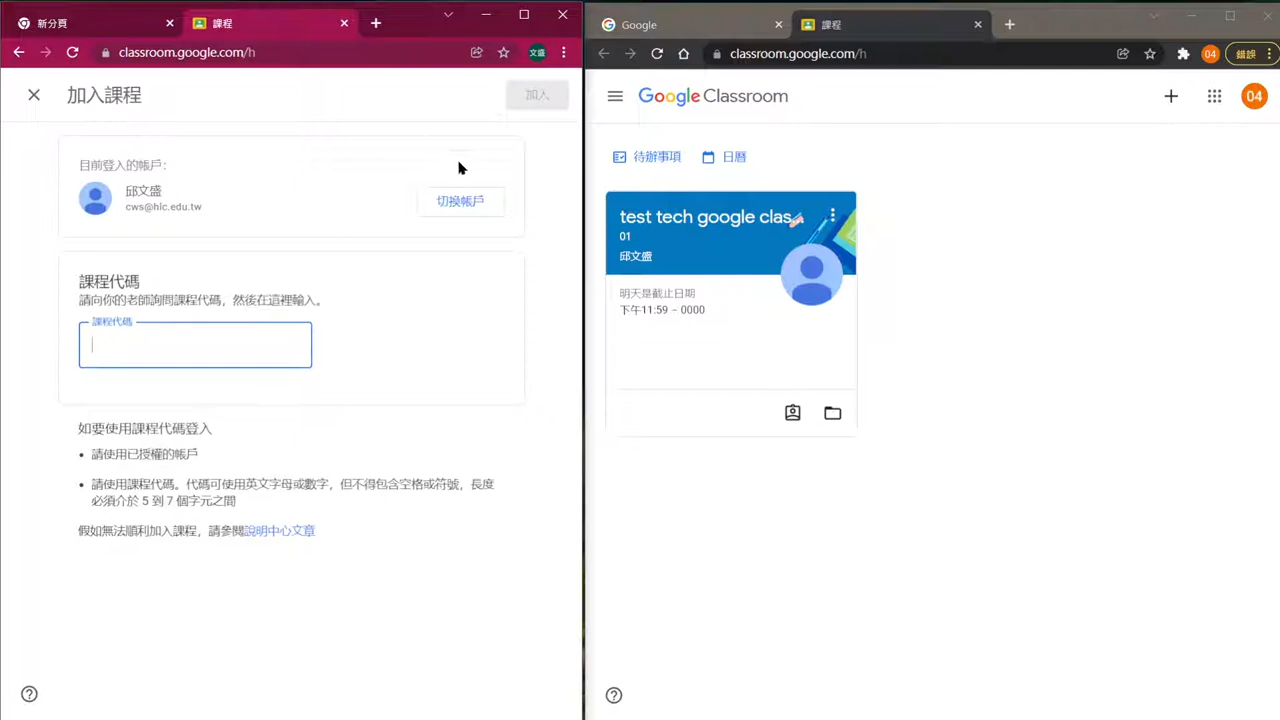 新分頁
課程
classroom.google.com/h
文盛
加入課程
加入
目前登入的帳戶：
邱文盛
cws@hlc.edu.tw
切換帳戶
課程代碼
請向你的老師詢問課程代碼，然後在這裡輸入。
課程代碼
如要使用課程代碼登入
• 請使用已授權的帳戶
• 請使用課程代碼。代碼可使用英文字母或數字，但不得包含空格或符號，長度
必須介於 5 到 7 個字元之間
假如無法順利加入課程，請參閱說明中心文章
Google
課程
classroom.google.com/h
04
錯誤
Google Classroom
04
待辦事項
日曆
test tech google clas
01
邱文盛
明天是截止日期
下午11:59 – 0000